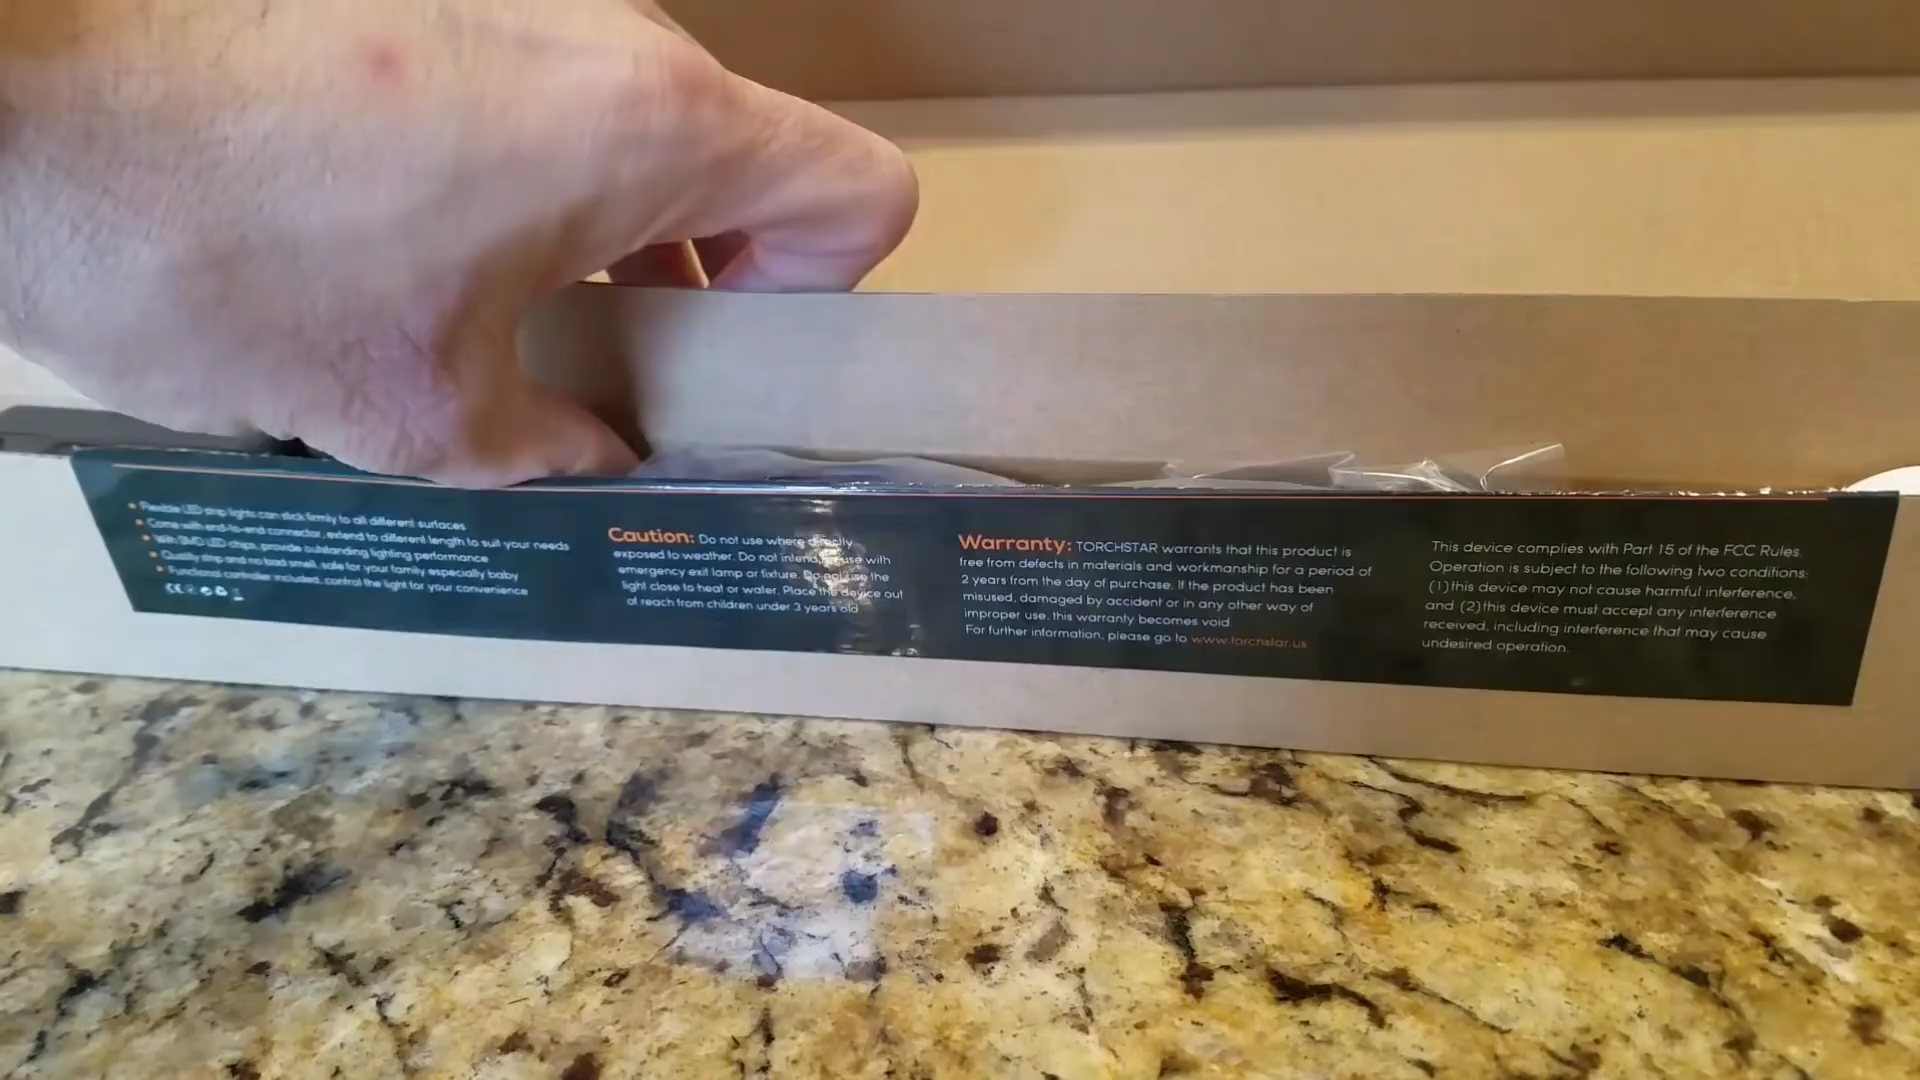 • Flexible LED strip lights can stick firmly to all different surfaces
• Come with end-to-end connector, extend to different length to suit your needs
• With SMD LED chips, provide outstanding lighting performance
• Quality strip and no bad smell, safe for your family especially baby
• Functional controller included, control the light for your convenience
CE
Caution: Do not use where directly
exposed to weather. Do not intend use with
emergency exit lamp or fixture. Do not use the
light close to heat or water. Place the device out
of reach from children under 3 years old
Warranty: TORCHSTAR warrants that this product is
free from defects in materials and workmanship for a period of
2 years from the day of purchase. If the product has been
misused, damaged by accident or in any other way of
improper use, this warranty becomes void.
For further information, please go to www.torchstar.us
This device complies with Part 15 of the FCC Rules.
Operation is subject to the following two conditions:
(1)this device may not cause harmful interference,
and (2)this device must accept any interference
received, including interference that may cause
undesired operation.